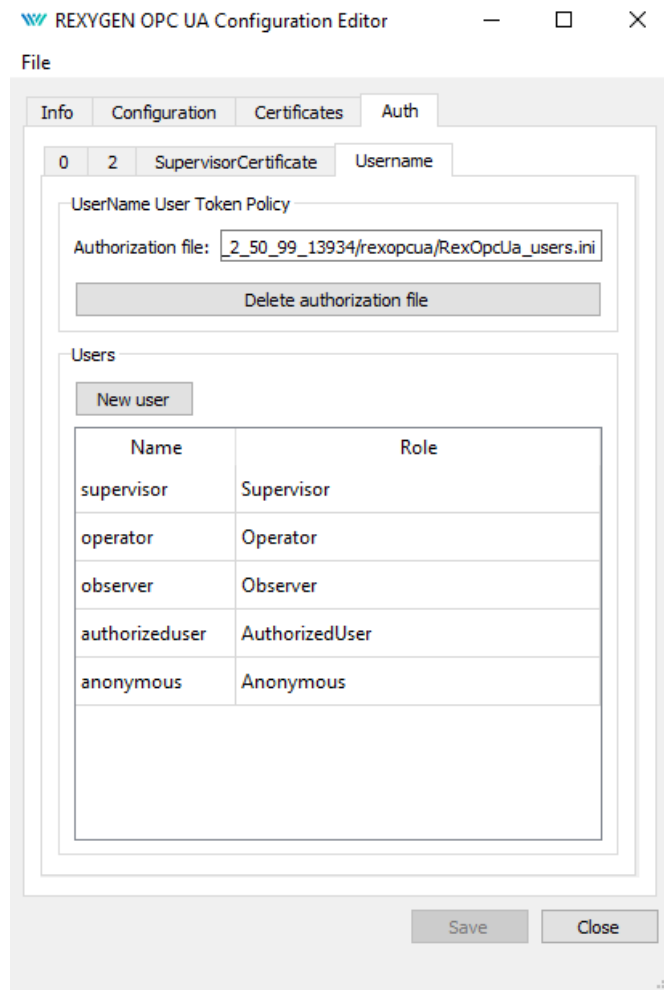 REXYGEN OPC UA Configuration Editor
File
Info Configuration Certificates Auth
0 2 SupervisorCertificate Username
UserName User Token Policy
Authorization file: _2_50_99_13934/rexopcua/RexOpcUa_users.ini
Delete authorization file
Users
New user
Name Role
supervisor Supervisor
operator Operator
observer Observer
authorizeduser AuthorizedUser
anonymous Anonymous
Save Close